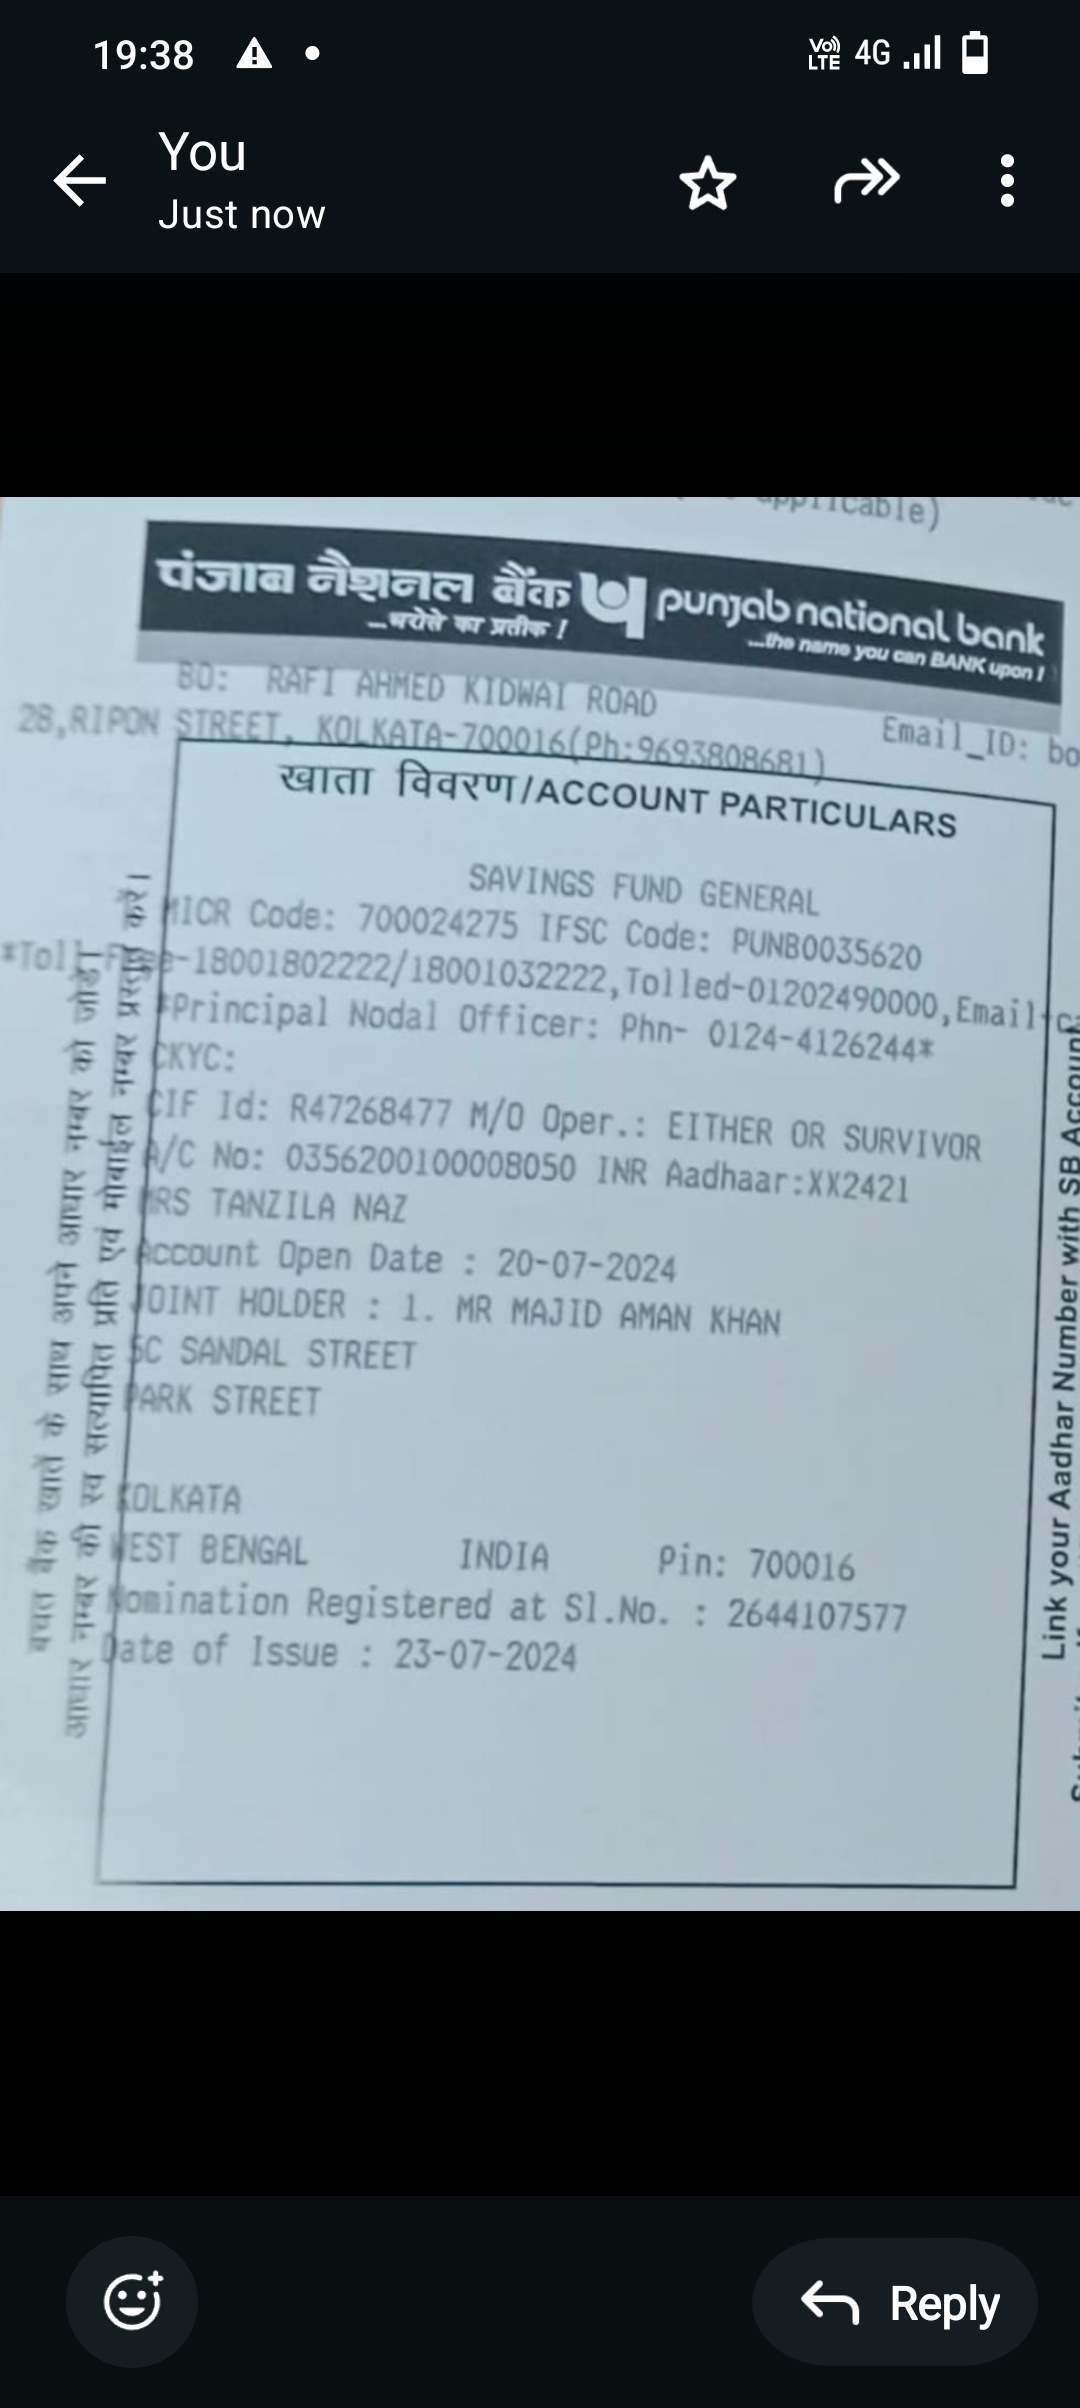 19:38
VoLTE 4G
You
Just now
applicable)
पंजाब नैशनल बैंक punjab national bank
...भरोसे का प्रतीक ! ...the name you can BANK upon !
BO: RAFI AHMED KIDWAI ROAD
28,RIPON STREET, KOLKATA-700016(Ph:9693808681) Email_ID: bo
खाता विवरण/ACCOUNT PARTICULARS
SAVINGS FUND GENERAL
MICR Code: 700024275 IFSC Code: PUNB0035620
*Toll Free-18001802222/18001032222,Tolled-01202490000,Email-ca
*Principal Nodal Officer: Phn- 0124-4126244*
CKYC:
CIF Id: R47268477 M/O Oper.: EITHER OR SURVIVOR
A/C No: 0356200100008050 INR Aadhaar:XX2421
MRS TANZILA NAZ
Account Open Date : 20-07-2024
JOINT HOLDER : 1. MR MAJID AMAN KHAN
5C SANDAL STREET
PARK STREET
KOLKATA
WEST BENGAL INDIA Pin: 700016
Nomination Registered at Sl.No. : 2644107577
Date of Issue : 23-07-2024
बचत बैंक खाते के साथ अपने आधार नम्बर को जोड़ें।
आधार नम्बर की स्व सत्यापित प्रति एवं मोबाइल नम्बर प्रस्तुत करें।
Link your Aadhar Number with SB Account
Reply